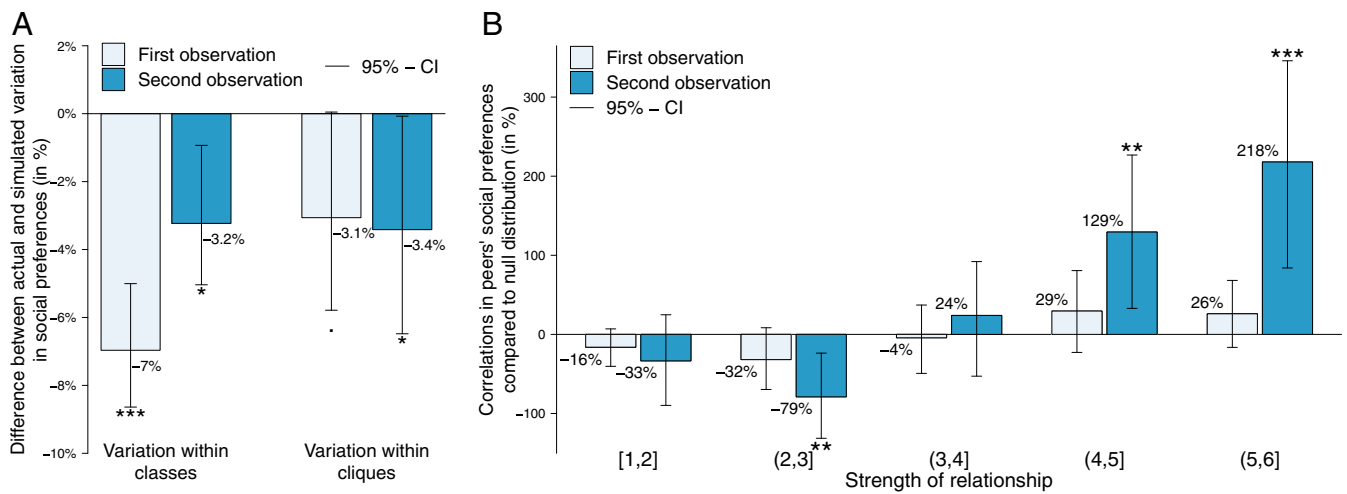 A
Difference between actual and simulated variation
in social preferences (in %)
2%
0%
−2%
−4%
−6%
−8%
−10%
First observation
Second observation
95% − CI
−7%
***
−3.2%
*
−3.1%
.
−3.4%
*
Variation within
classes
Variation within
cliques
B
Correlations in peers' social preferences
compared to null distribution (in %)
300
200
100
0
−100
First observation
Second observation
95% − CI
−16%
−33%
−32%
−79%
**
−4%
24%
29%
129%
**
26%
218%
***
[1,2]
(2,3]
(3,4]
(4,5]
(5,6]
Strength of relationship